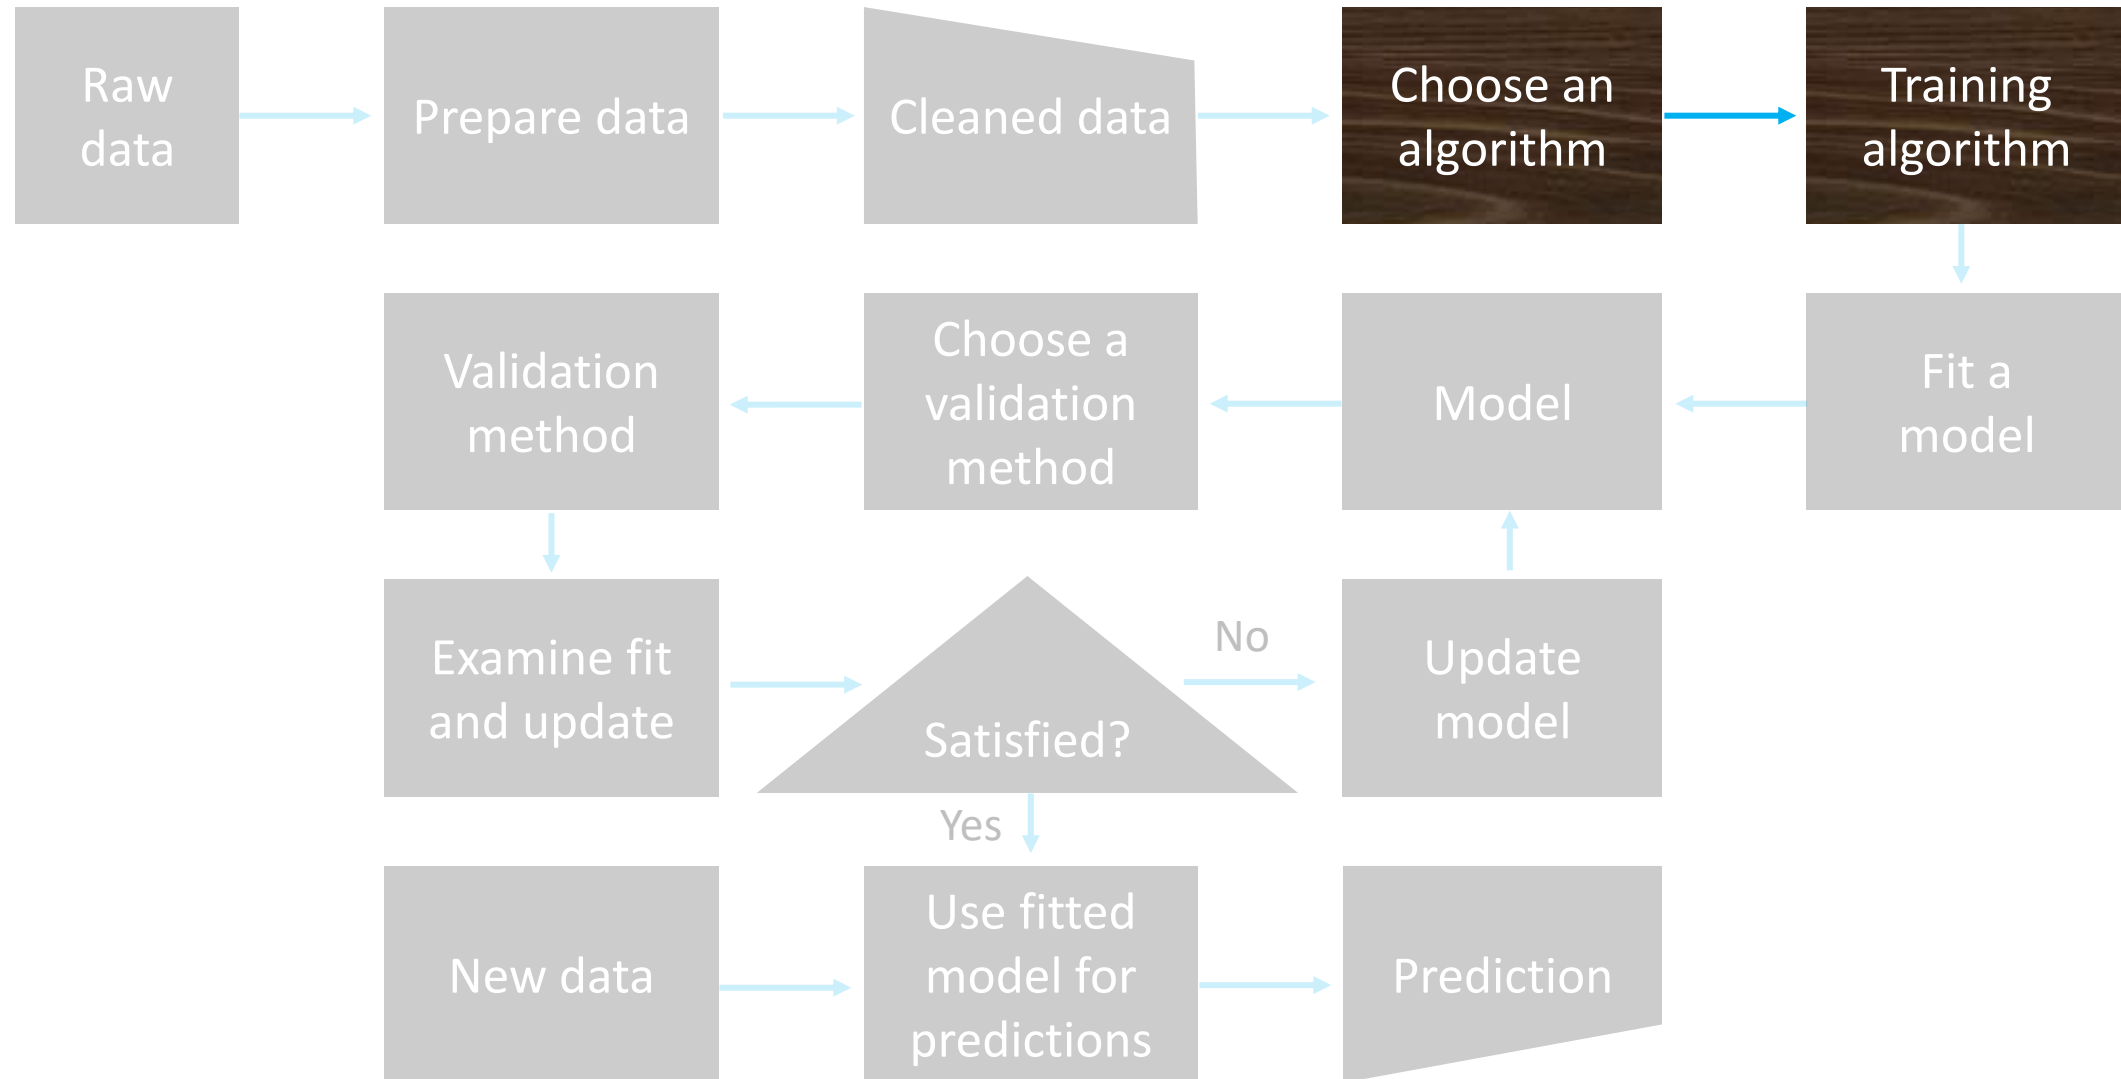 Raw
data
Prepare data
Cleaned data
Choose an
algorithm
Training
algorithm
Validation
method
Choose a
validation
method
Model
Fit a
model
Examine fit
and update
Satisfied?
No
Update
model
Yes
New data
Use fitted
model for
predictions
Prediction